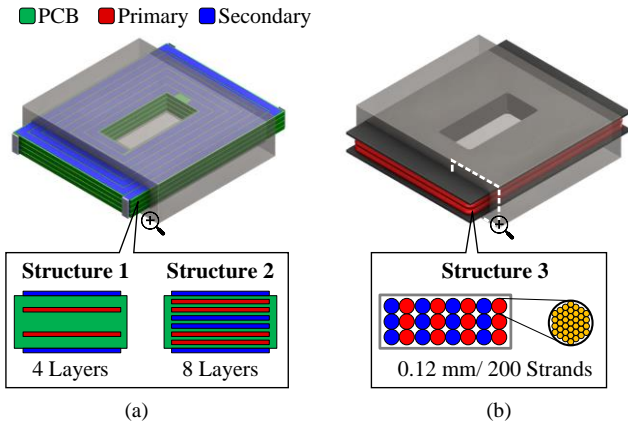 PCB Primary Secondary
Structure 1 Structure 2
4 Layers 8 Layers
(a)
Structure 3
0.12 mm/ 200 Strands
(b)